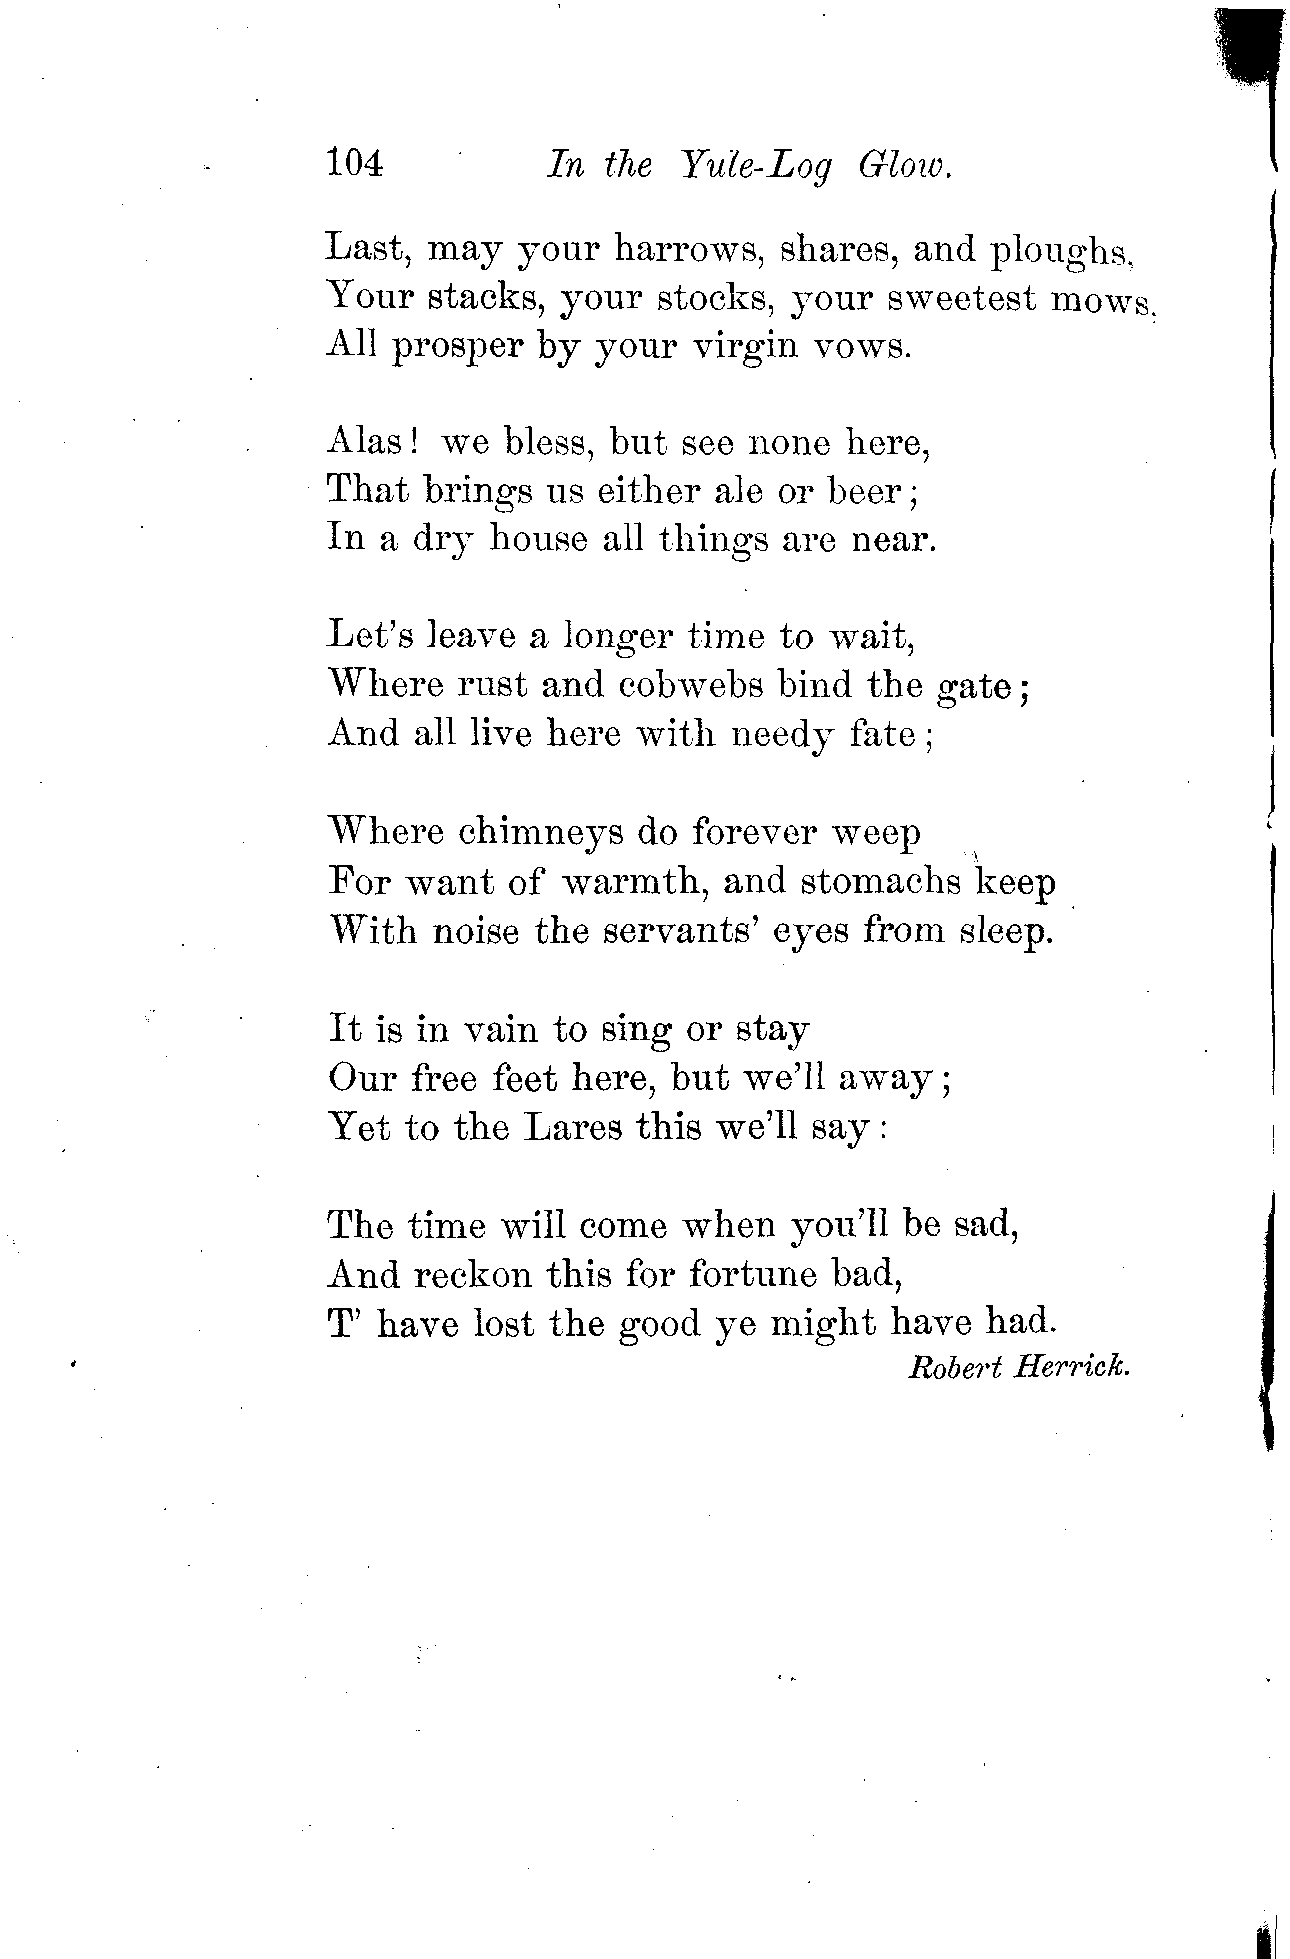 104 In the Yule-Log Glow.
Last, may your harrows, shares, and ploughs,
Your stacks, your stocks, your sweetest mows,
All prosper by your virgin vows.
Alas! we bless, but see none here,
That brings us either ale or beer;
In a dry house all things are near.
Let's leave a longer time to wait,
Where rust and cobwebs bind the gate;
And all live here with needy fate;
Where chimneys do forever weep
For want of warmth, and stomachs keep
With noise the servants' eyes from sleep.
It is in vain to sing or stay
Our free feet here, but we'll away;
Yet to the Lares this we'll say:
The time will come when you'll be sad,
And reckon this for fortune bad,
T' have lost the good ye might have had.
Robert Herrick.